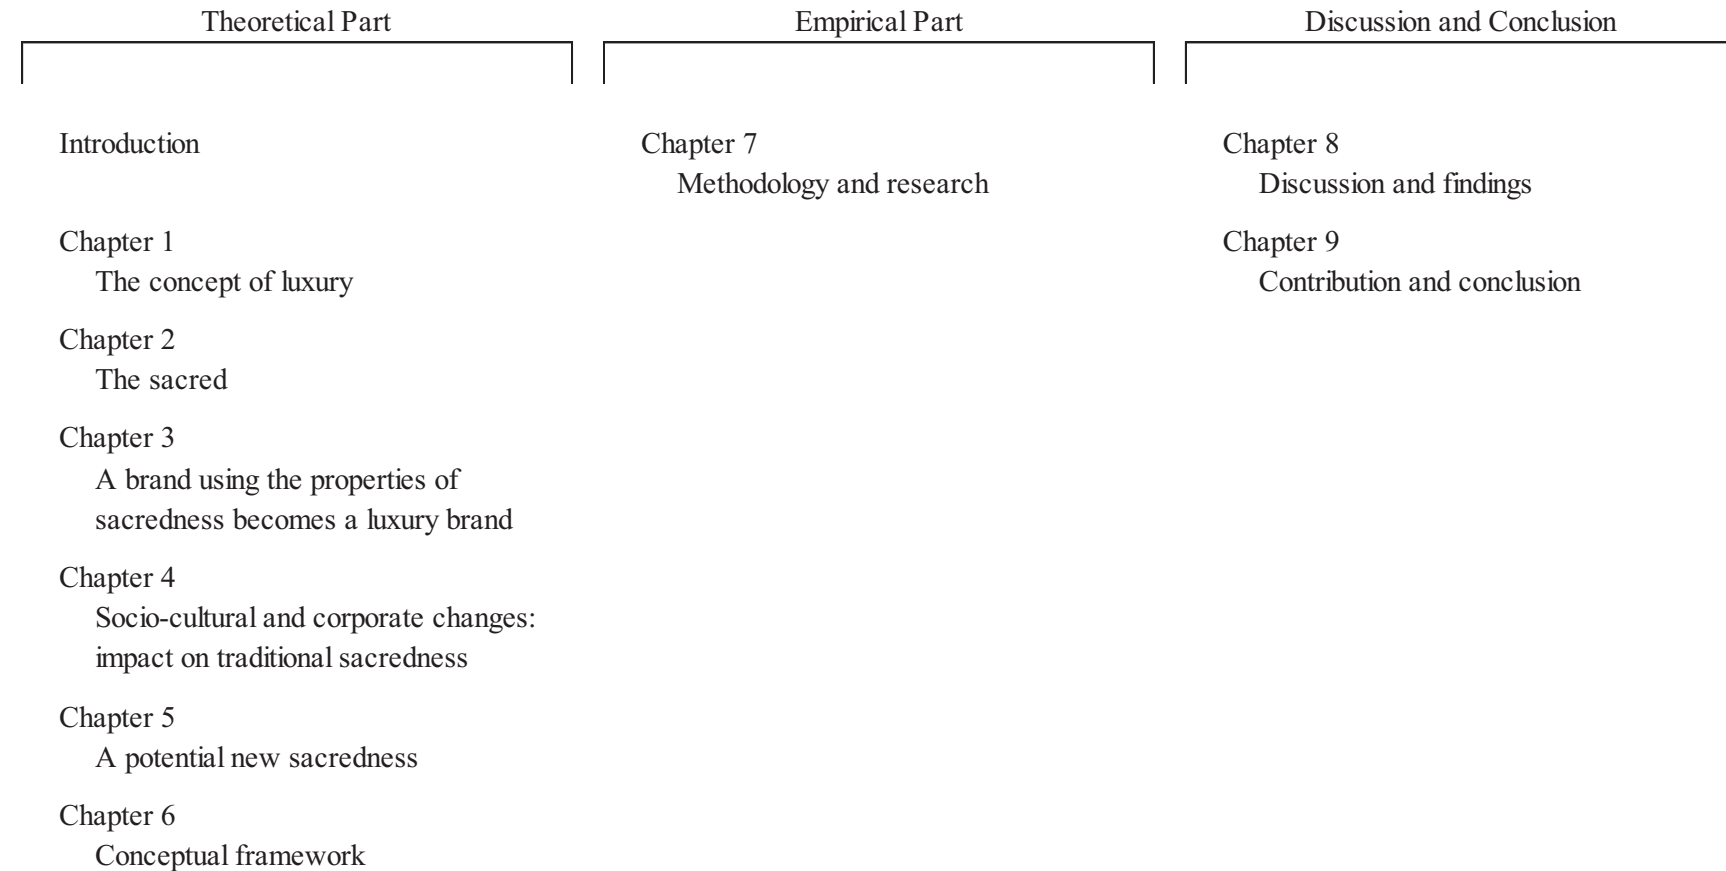 Theoretical Part
Introduction
Chapter 1
The concept of luxury
Chapter 2
The sacred
Chapter 3
A brand using the properties of
sacredness becomes a luxury brand
Chapter 4
Socio-cultural and corporate changes:
impact on traditional sacredness
Chapter 5
A potential new sacredness
Chapter 6
Conceptual framework
Empirical Part
Chapter 7
Methodology and research
Discussion and Conclusion
Chapter 8
Discussion and findings
Chapter 9
Contribution and conclusion